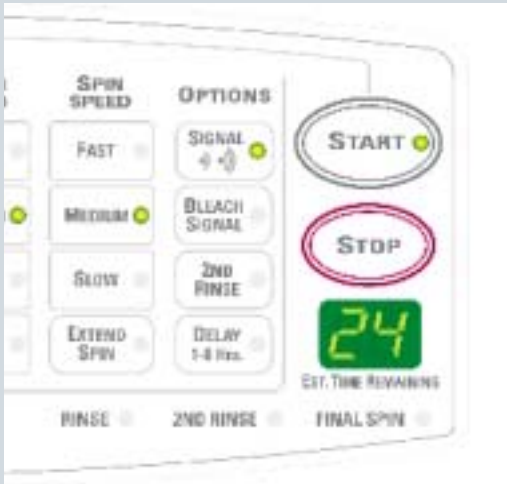 SPIN
SPEED
OPTIONS
FAST
SIGNAL
START
MEDIUM
BLEACH
SIGNAL
STOP
SLOW
2ND
RINSE
EXTEND
SPIN
DELAY
1-8 HRS.
24
EST. TIME REMAINING
RINSE
2ND RINSE
FINAL SPIN